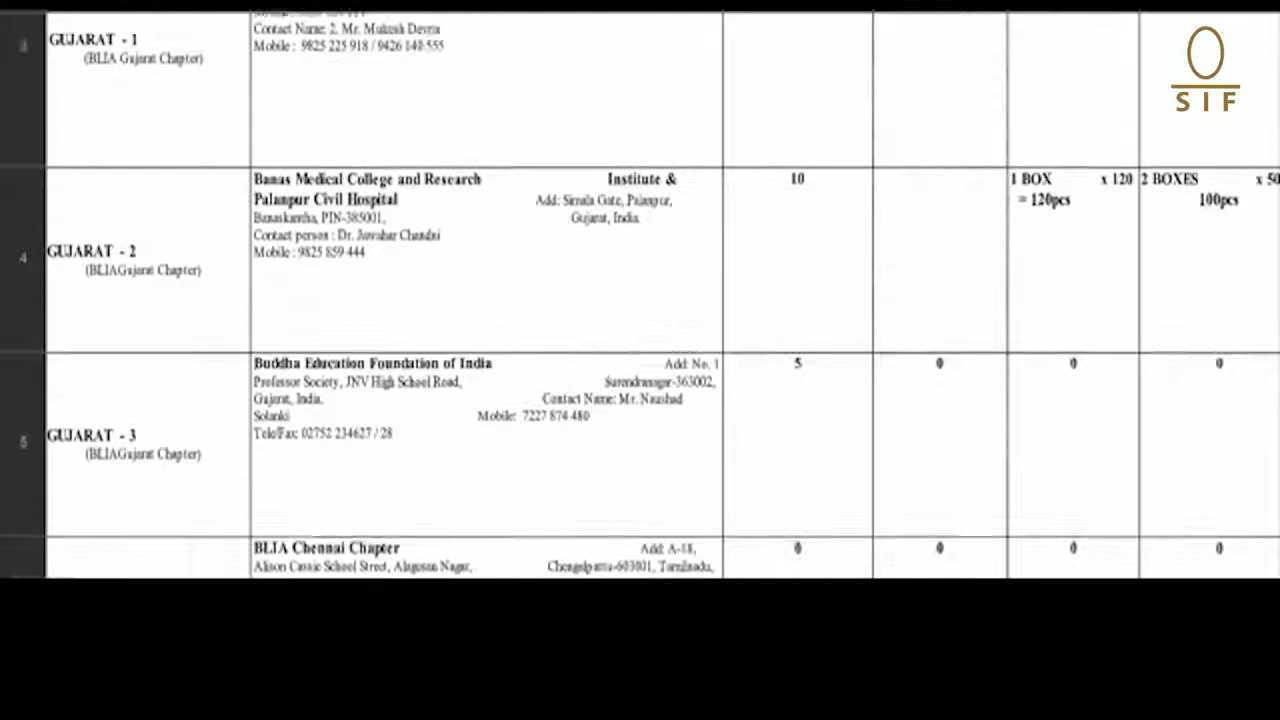 GUJARAT - 1
(BLIA Gujarat Chapter)
Contact Name: 2. Mr. Mukesh Devra
Mobile : 9825 225 918 / 9426 140 555
SIF
4
GUJARAT - 2
(BLIAGujarat Chapter)
Banas Medical College and Research Institute &
Palanpur Civil Hospital Add: Simala Gate, Palanpur,
Banaskantha, PIN-385001, Gujarat, India.
Contact person : Dr. Jawahar Chandni
Mobile : 9825 859 444
10
1 BOX x 120
= 120pcs
2 BOXES x 50
100pcs
5
GUJARAT - 3
(BLIAGujarat Chapter)
Buddha Education Foundation of India Add: No. 1
Professor Society, JNV High School Road, Surendranagar-363002,
Gujarat, India. Contact Name: Mr. Naushad
Solanki Mobile: 7227 874 480
Tele/Fax: 02752 234627 / 28
5 0 0 0
BLIA Chennai Chapter Add: A-18,
Alison Cassie School Street, Alagesan Nagar, Chengalpattu-603001, Tamilnadu,
0 0 0 0